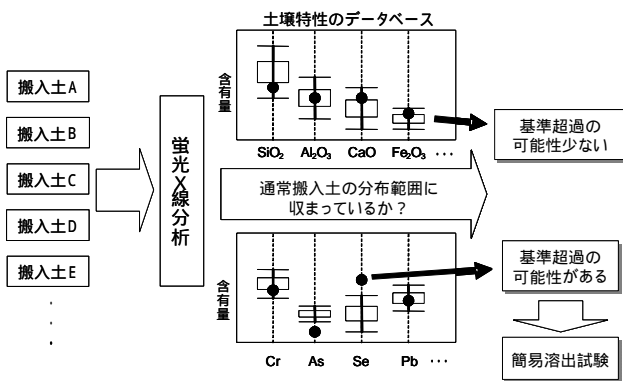 土壌特性のデータベース
含有量
SiO₂ Al₂O₃ CaO Fe₂O₃ ・・・
搬入土A
搬入土B
搬入土C
搬入土D
搬入土E
・
・
・
蛍光X線分析
通常搬入土の分布範囲に
収まっているか？
含有量
Cr As Se Pb ・・・
基準超過の
可能性少ない
基準超過の
可能性がある
簡易溶出試験